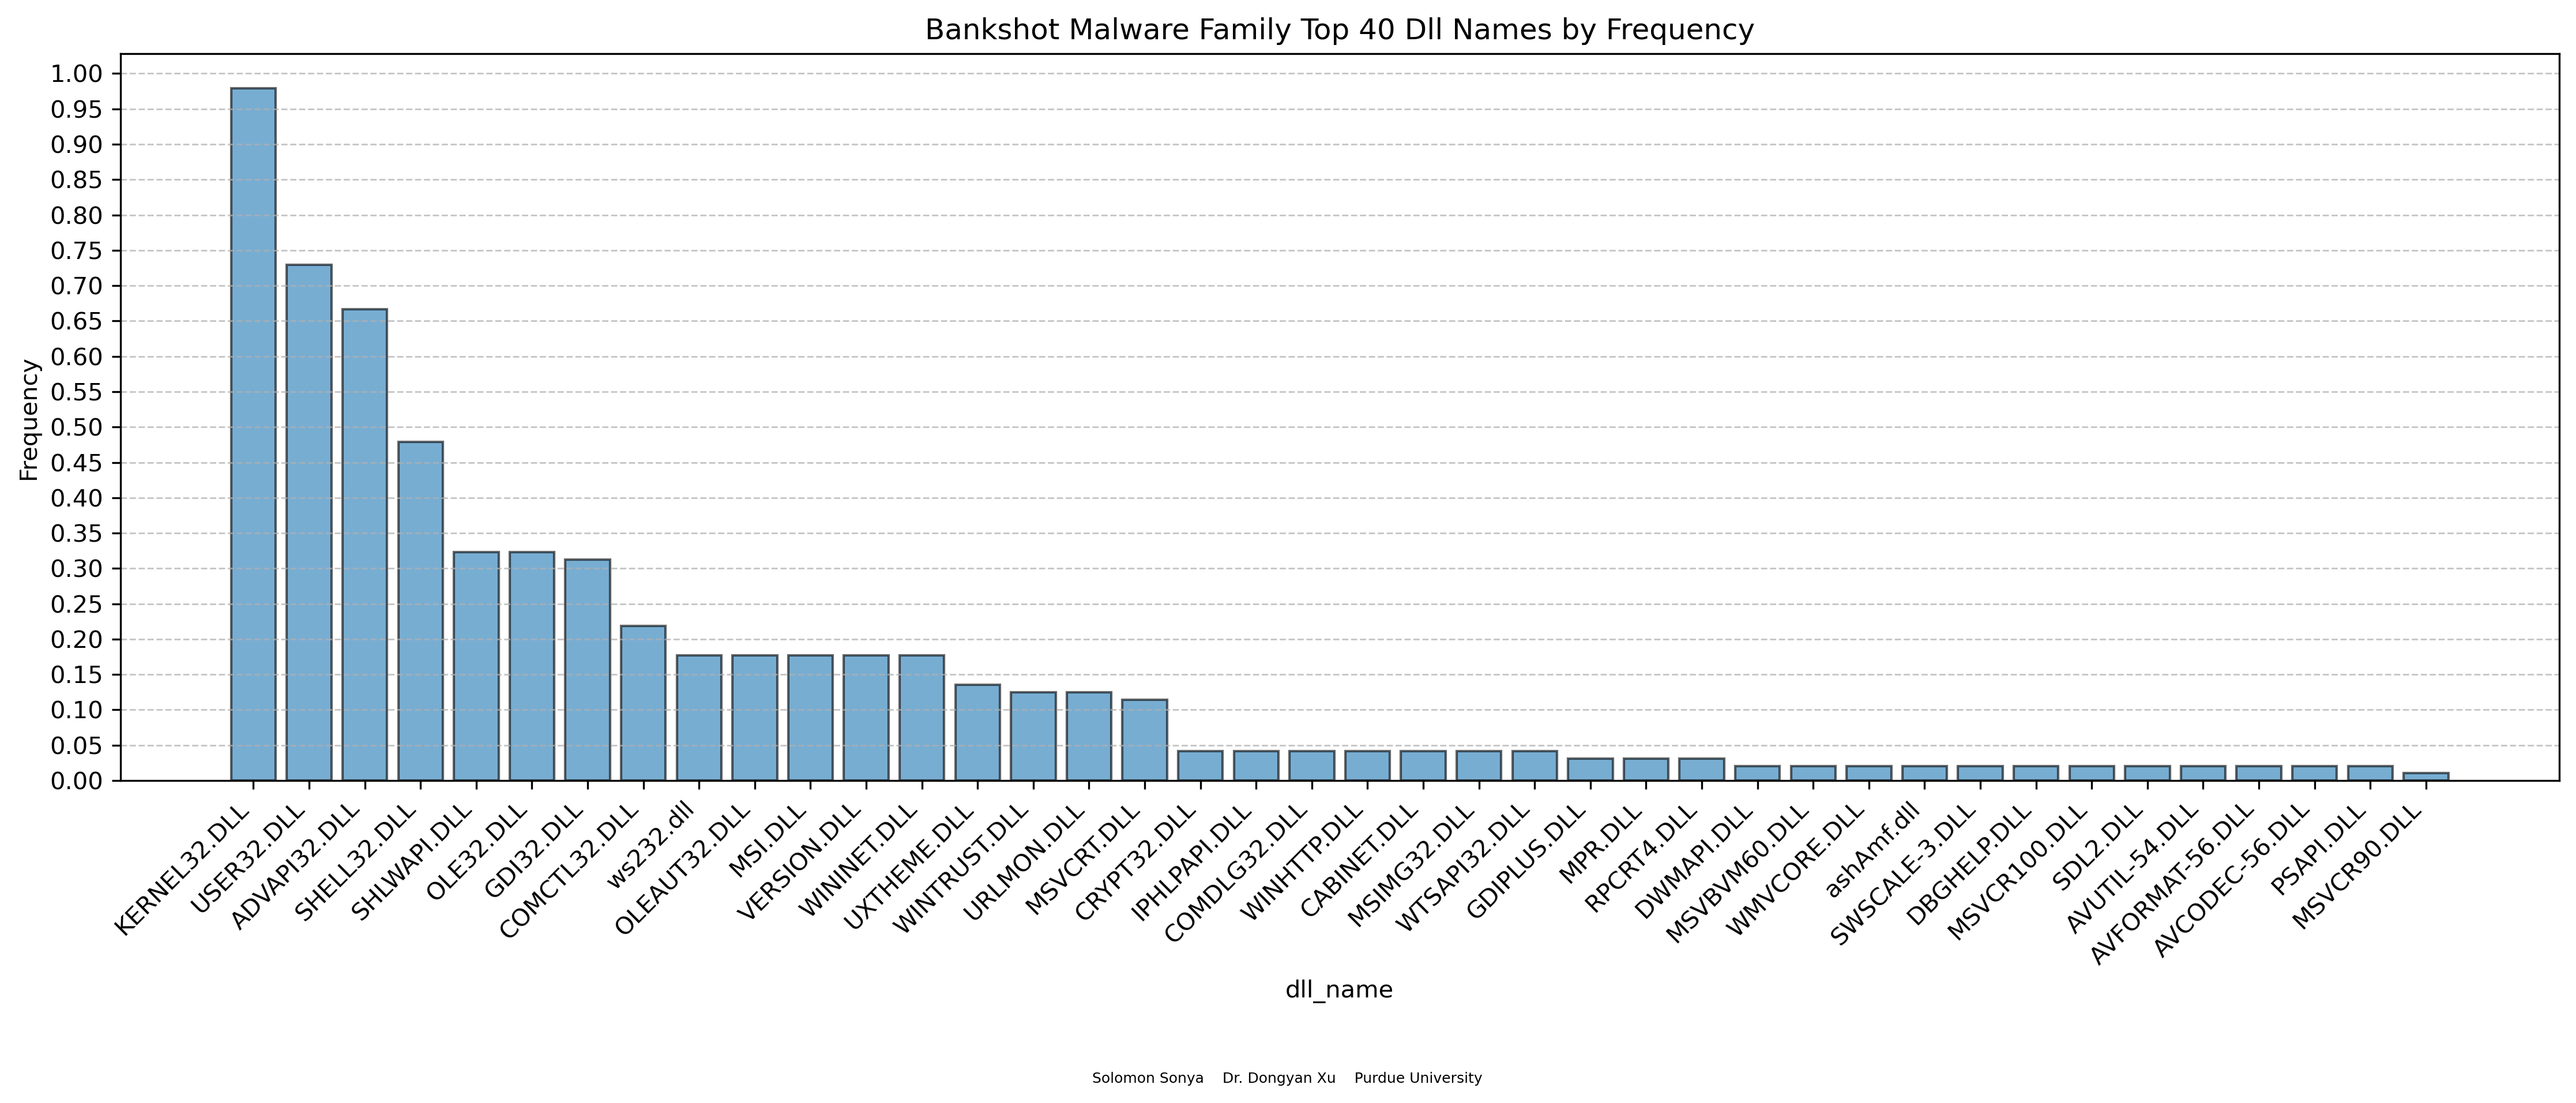 Bankshot Malware Family Top 40 Dll Names by Frequency
1.00
0.95
0.90
0.85
0.80
0.75
0.70
0.65
0.60
0.55
0.50
0.45
0.40
0.35
0.30
0.25
0.20
0.15
0.10
0.05
0.00
Frequency
KERNEL32.DLL
USER32.DLL
ADVAPI32.DLL
SHELL32.DLL
SHLWAPI.DLL
OLE32.DLL
GDI32.DLL
COMCTL32.DLL
ws232.dll
OLEAUT32.DLL
MSI.DLL
VERSION.DLL
WININET.DLL
UXTHEME.DLL
WINTRUST.DLL
URLMON.DLL
MSVCRT.DLL
CRYPT32.DLL
IPHLPAPI.DLL
COMDLG32.DLL
WINHTTP.DLL
CABINET.DLL
MSIMG32.DLL
WTSAPI32.DLL
GDIPLUS.DLL
MPR.DLL
RPCRT4.DLL
DWMAPI.DLL
MSVBVM60.DLL
WMVCORE.DLL
ashAmf.dll
SWSCALE-3.DLL
DBGHELP.DLL
MSVCR100.DLL
SDL2.DLL
AVUTIL-54.DLL
AVFORMAT-56.DLL
AVCODEC-56.DLL
PSAPI.DLL
MSVCR90.DLL
dll_name
Solomon Sonya    Dr. Dongyan Xu    Purdue University